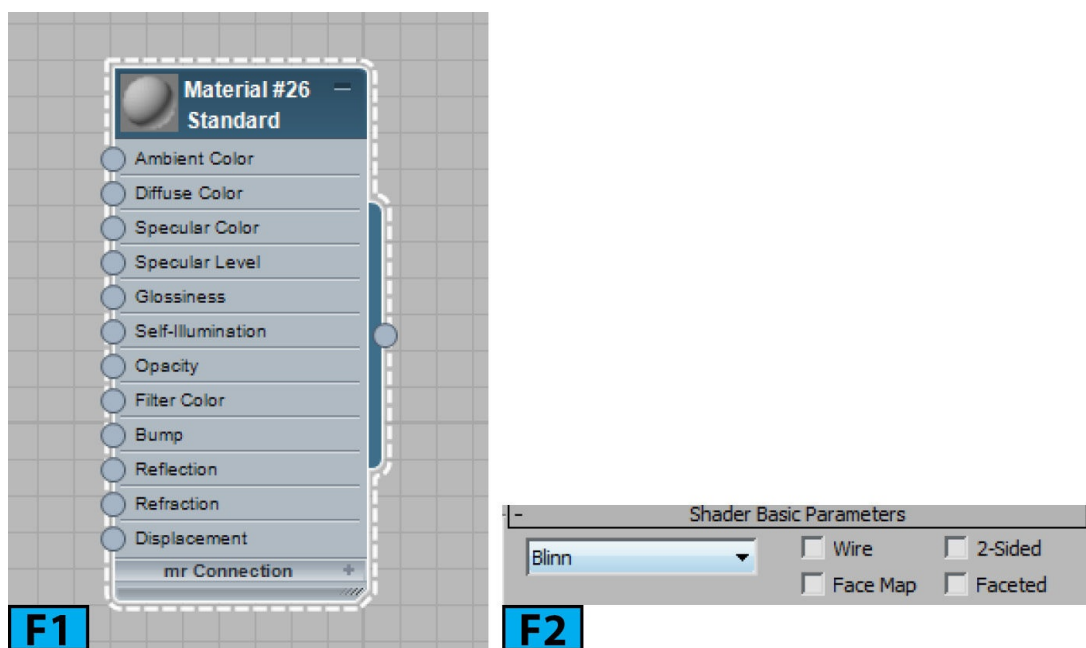 Material #26
Standard
Ambient Color
Diffuse Color
Specular Color
Specular Level
Glossiness
Self-Illumination
Opacity
Filter Color
Bump
Reflection
Refraction
Displacement
mr Connection +
F1
- Shader Basic Parameters
Blinn Wire 2-Sided
Face Map Faceted
F2